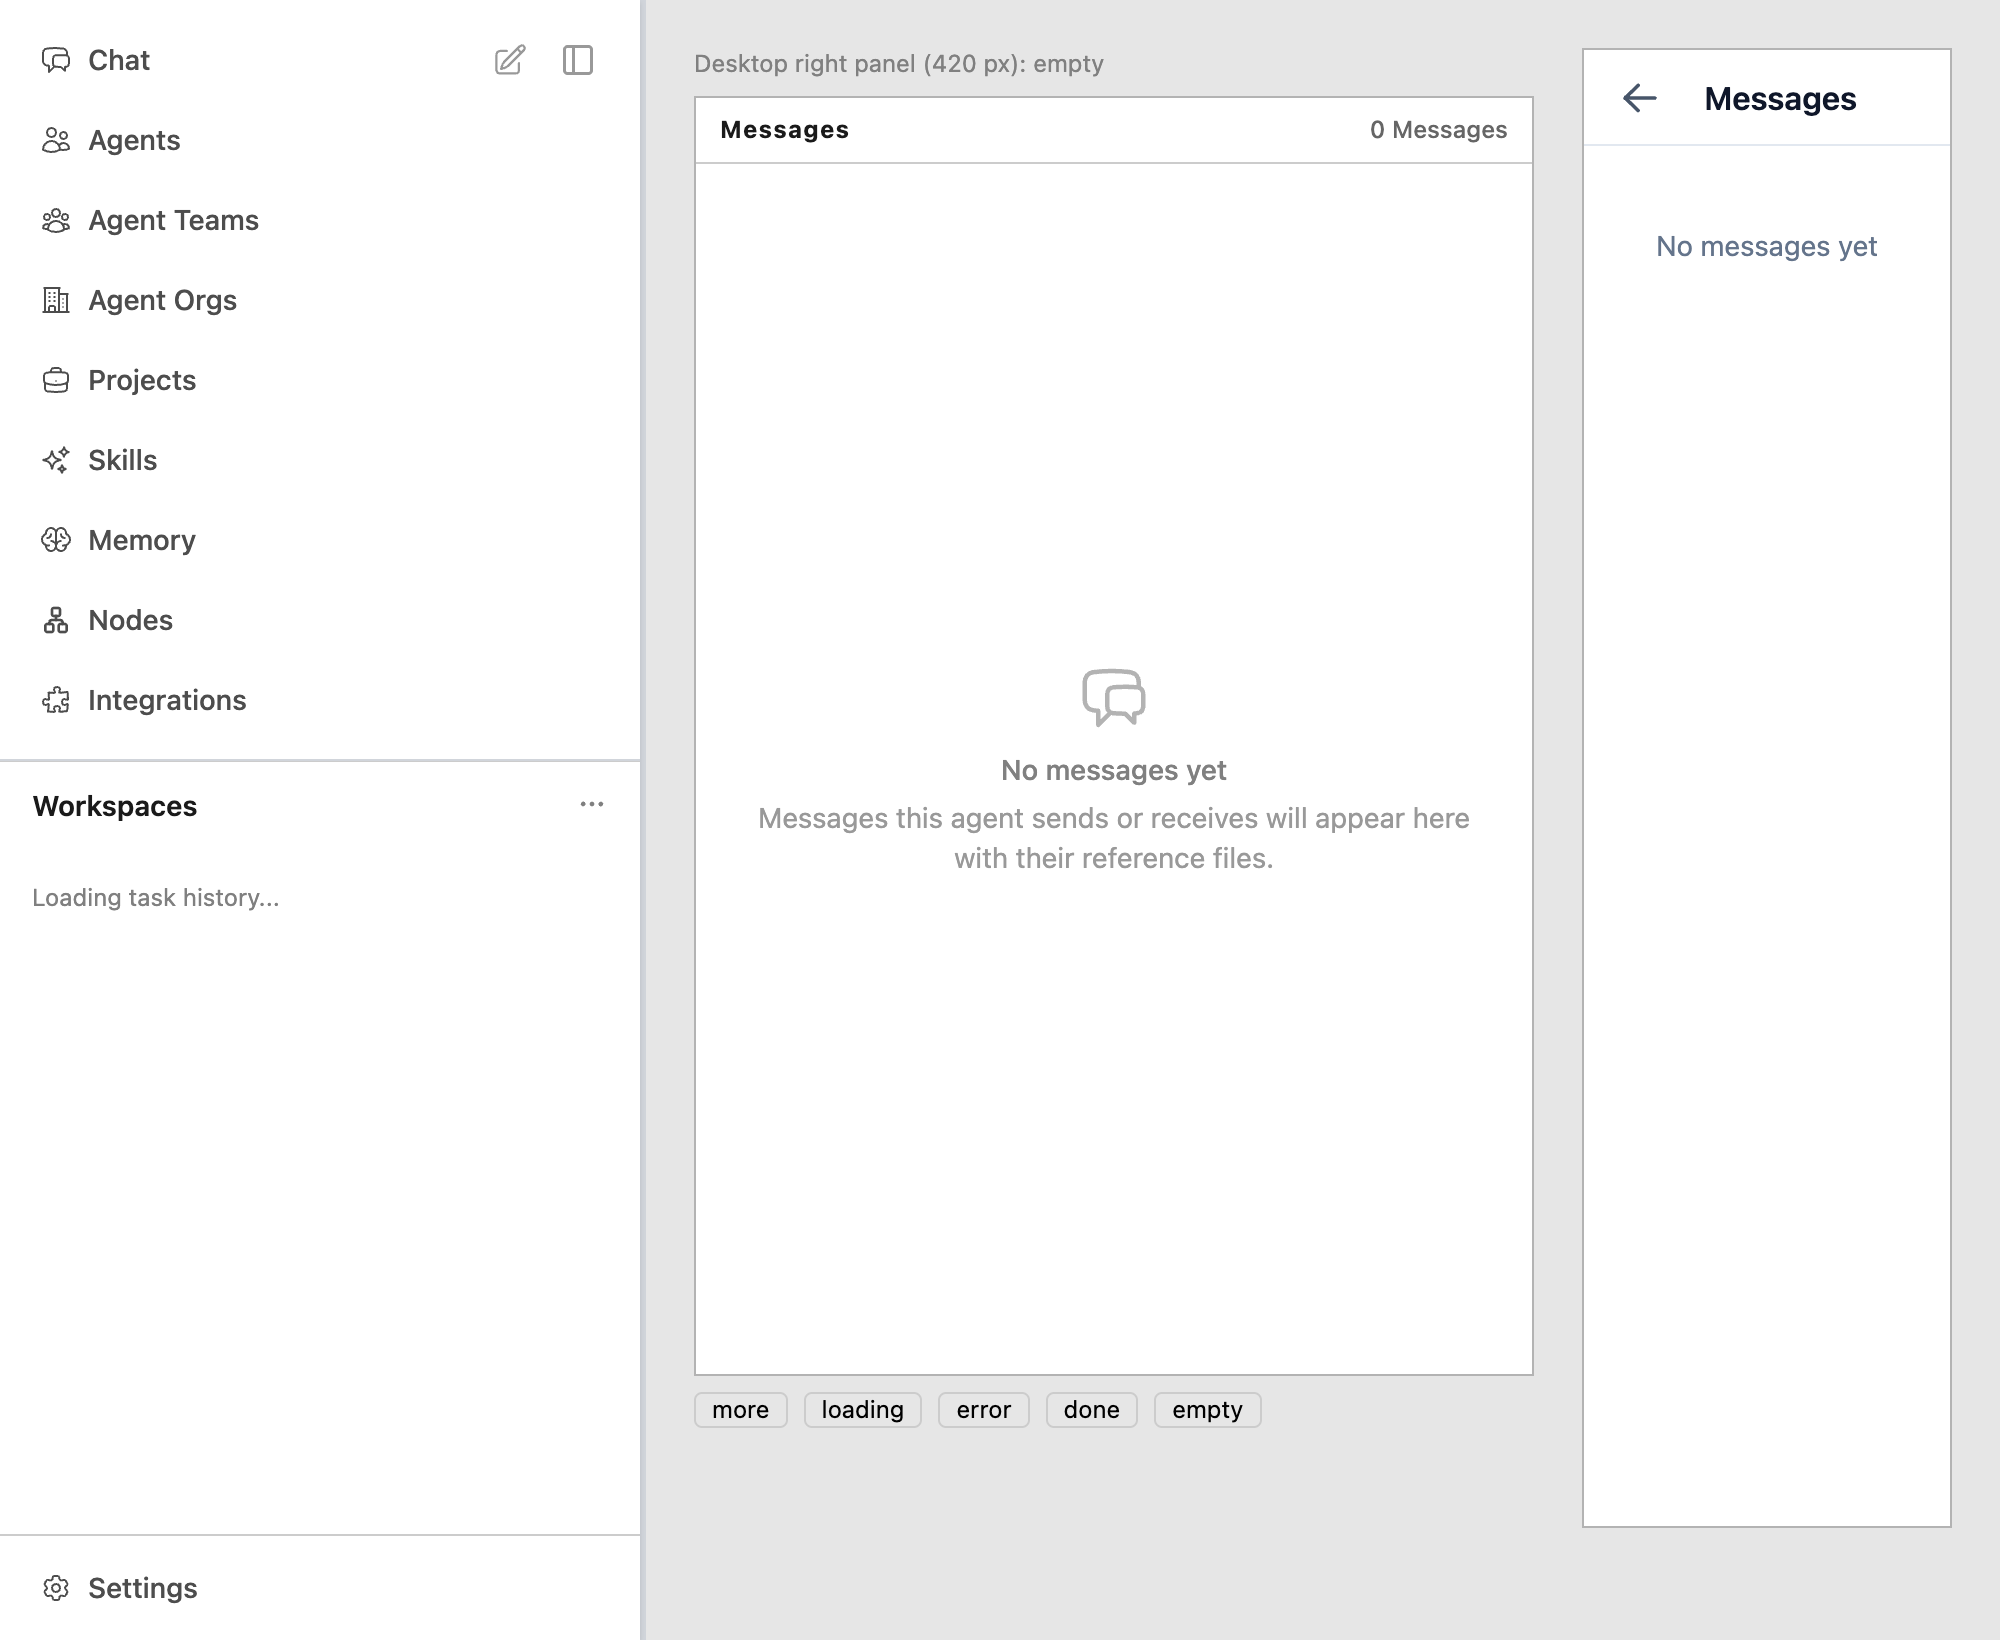 Chat
Agents
Agent Teams
Agent Orgs
Projects
Skills
Memory
Nodes
Integrations
Workspaces
Loading task history...
Settings
Desktop right panel (420 px): empty
Messages
0 Messages
No messages yet
Messages this agent sends or receives will appear here
with their reference files.
more
loading
error
done
empty
Messages
No messages yet